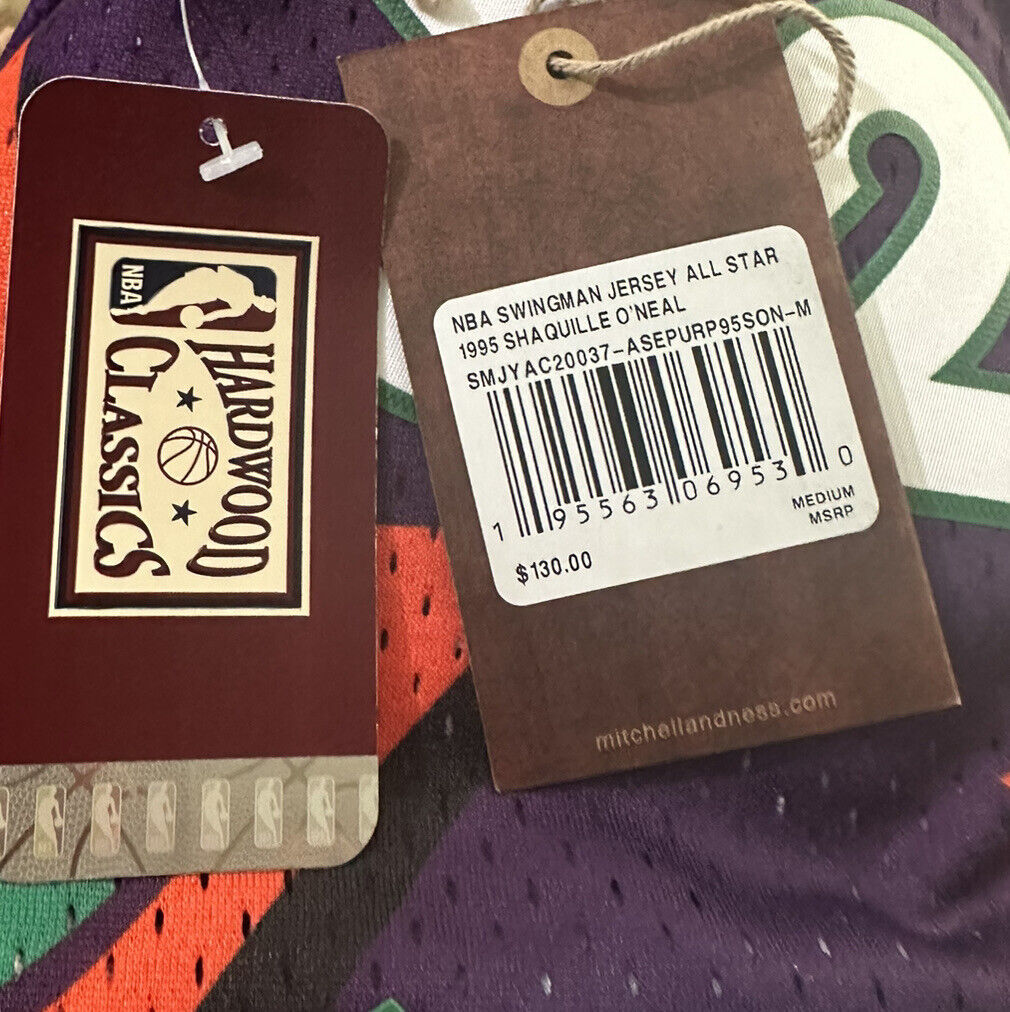 NBA
HARDWOOD
CLASSICS
NBA SWINGMAN JERSEY ALL STAR
1995 SHAQUILLE O'NEAL
SMJYAC20037-ASEPURP95SON-M
1 95563 06953 0
MEDIUM
MSRP
$130.00
mitchellandness.com
2